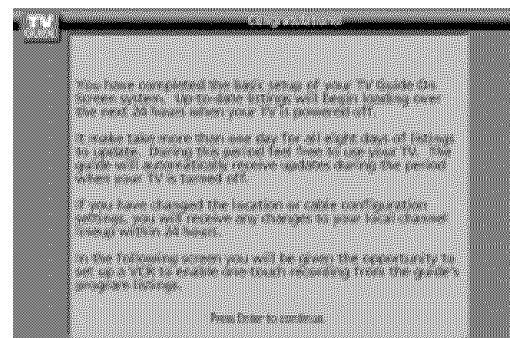 TV
GUIDE
Congratulations
You have completed the basic setup of your TV Guide On
screen system. Up-to-date listings will begin loading over
the next 24 hours when your TV is powered off.
It make take more than one day for all eight days of listings
to update. During this period feel free to use your TV. The
guide will automatically receive updates during the period
when your TV is turned off.
If you have changed the location or cable configuration
settings, you will receive any changes to your local channel
lineup within 24 hours.
In the following screen you will be given the opportunity to
set up a VCR to enable one-touch recording from the guide's
program listings.
Press Enter to continue